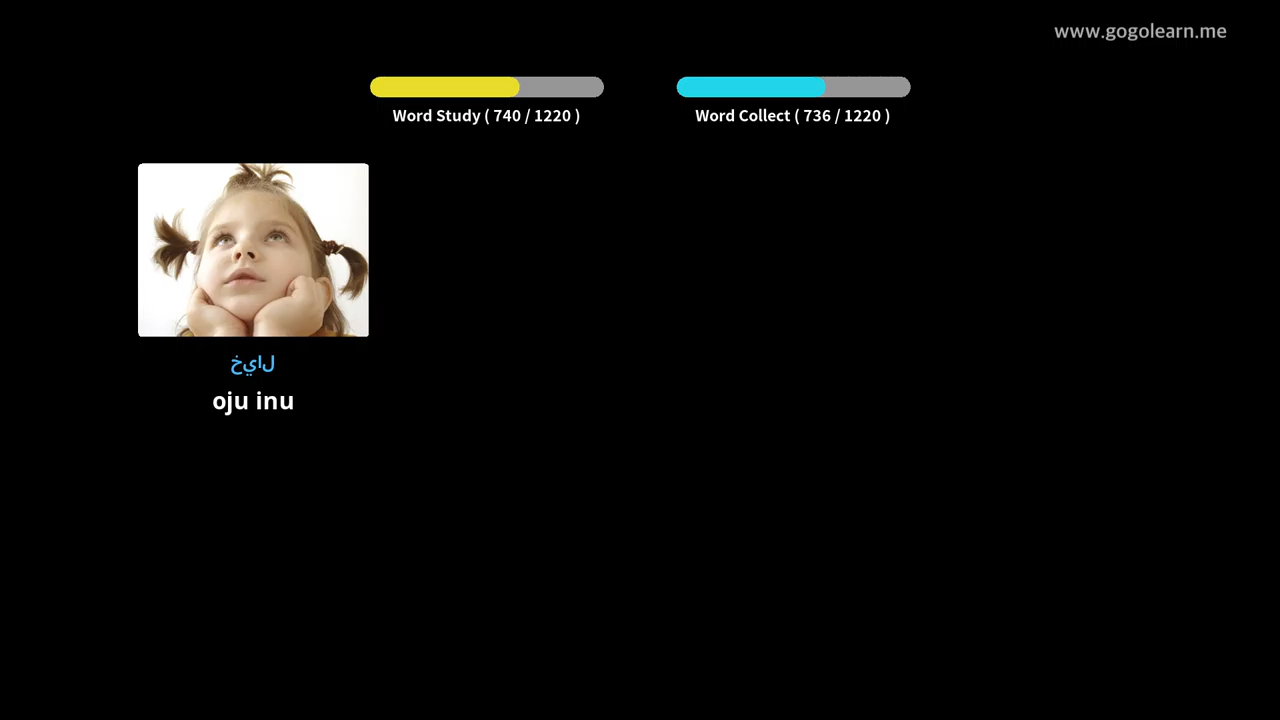 www.gogolearn.me
Word Study ( 740 / 1220 )
Word Collect ( 736 / 1220 )
خيال
oju inu